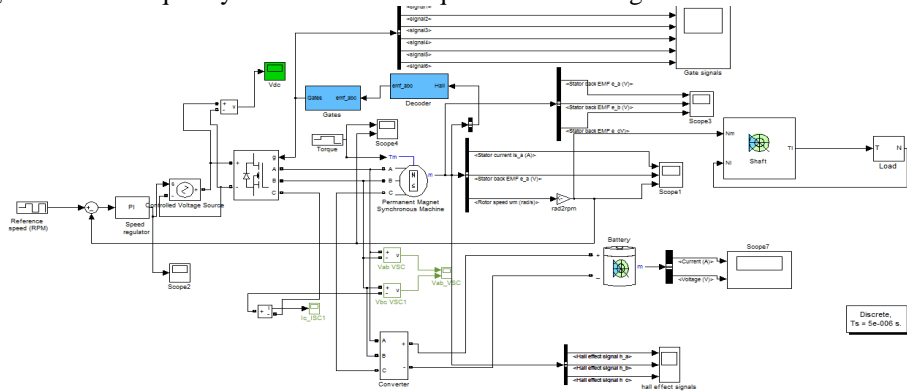 <signal2>
<signal3>
<signal4>
<signal5>
<signal6>
Gate signals
Vdc
Gates
emf_abc
Gates
emf_abc
Hall
Decoder
<Stator back EMF e_a (V)>
<Stator back EMF e_b (V)>
<Stator back EMF e_c(V)>
Scope3
Nm
Nl
Tl
Shaft
T
N
Load
Torque
Scope4
g
+
-
A
B
C
Tm
m
A
B
C
Permanent Magnet
Synchronous Machine
<Stator current is_a (A)>
<Stator back EMF e_a (V)>
<Rotor speed wm (rad/s)>
Scope1
rad2rpm
Reference
speed (RPM)
PI
Speed
regulator
s
Controlled Voltage Source
Scope2
Vab VSC
Vbc VSC1
Vab_VSC
Battery
+
-
m
<Current (A)>
<Voltage (V)>
Scope7
Discrete,
Ts = 5e-006 s.
A
B
C
+
-
Converter
<Hall effect signal h_a>
<Hall effect signal h_b>
<Hall effect signal h_c>
hall effect signals